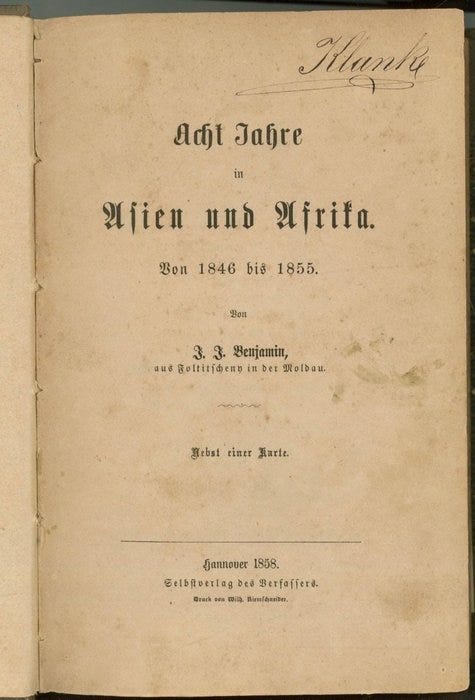 Klunk
Acht Jahre
in
Asien und Afrika.
Von 1846 bis 1855.
Von
J. J. Benjamin,
aus Foltitscheny in der Moldau.
Nebst einer Karte.
Hannover 1858.
Selbstverlag des Verfassers.
Druck von Wilh. Riemschneider.